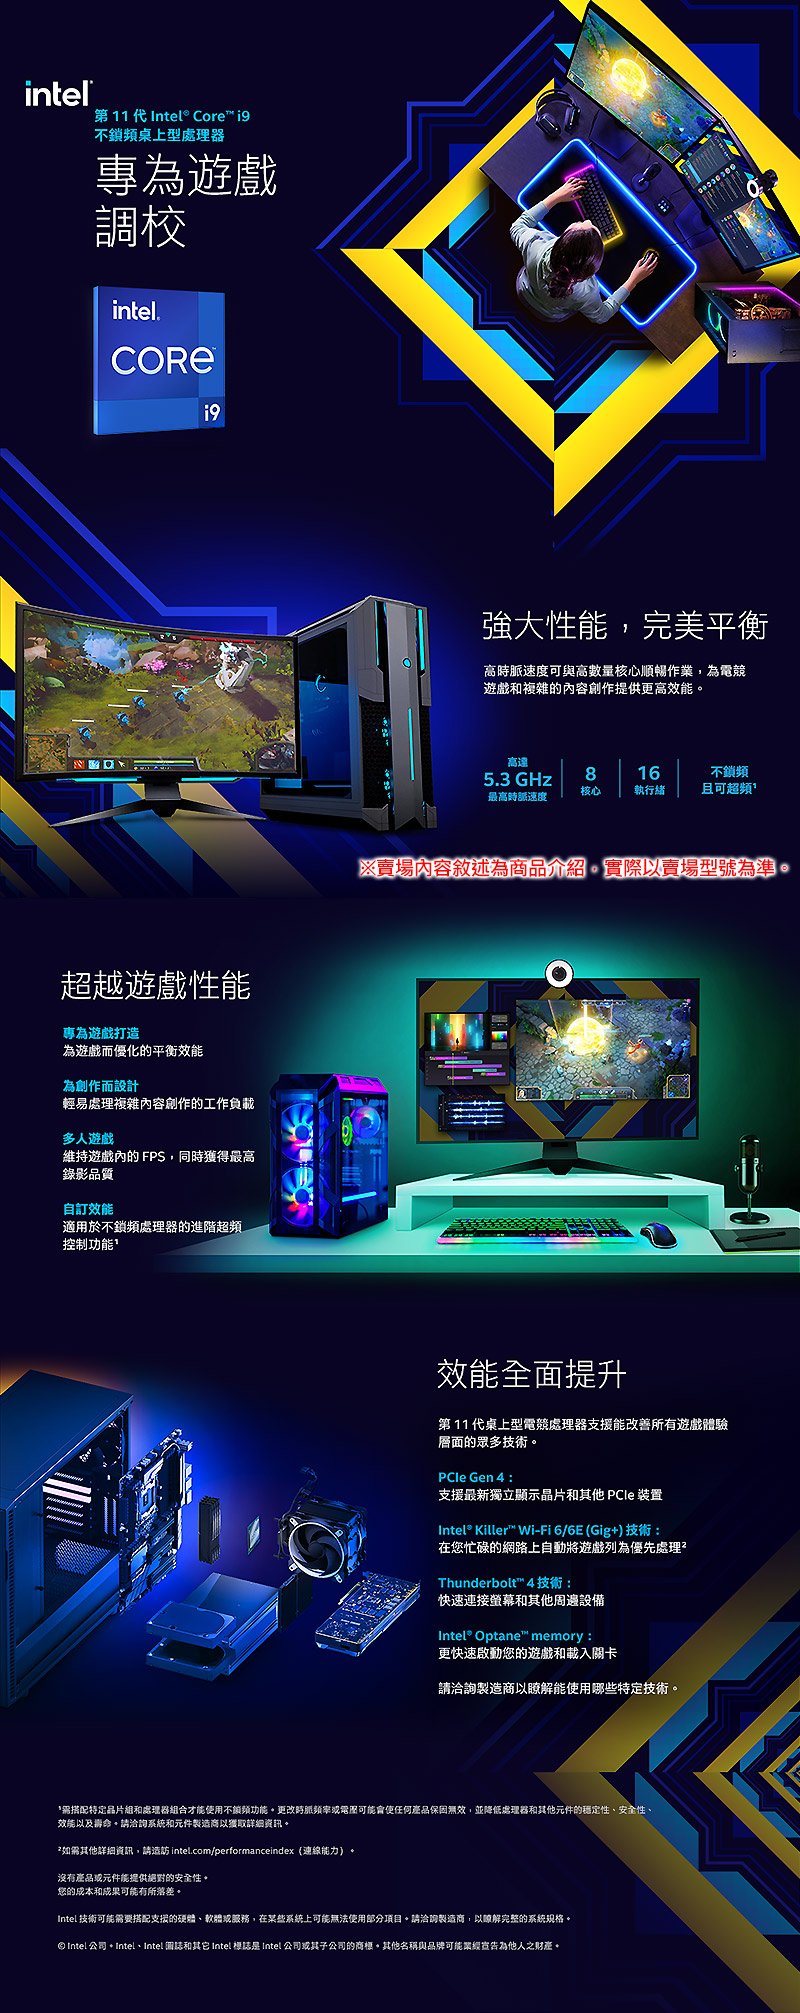 intel®
第 11 代 Intel® Core™ i9
不鎖頻桌上型處理器
專為遊戲
調校
intel.
CORE™
i9
強大性能，完美平衡
高時脈速度可與高數量核心順暢作業，為電競
遊戲和複雜的內容創作提供更高效能。
高達
5.3 GHz
最高時脈速度
8
核心
16
執行緒
不鎖頻
且可超頻¹
※賣場內容敘述為商品介紹，實際以賣場型號為準。
超越遊戲性能
專為遊戲打造
為遊戲而優化的平衡效能
為創作而設計
輕易處理複雜內容創作的工作負載
多人遊戲
維持遊戲內的 FPS，同時獲得最高
錄影品質
自訂效能
適用於不鎖頻處理器的進階超頻
控制功能¹
效能全面提升
第 11 代桌上型電競處理器支援能改善所有遊戲體驗
層面的眾多技術。
PCIe Gen 4：
支援最新獨立顯示晶片和其他 PCIe 裝置
Intel® Killer™ Wi-Fi 6/6E (Gig+) 技術：
在您忙碌的網路上自動將遊戲列為優先處理²
Thunderbolt™ 4 技術：
快速連接螢幕和其他周邊設備
Intel® Optane™ memory：
更快速啟動您的遊戲和載入關卡
請洽詢製造商以瞭解能使用哪些特定技術。
¹需搭配特定晶片組和處理器組合才能使用不鎖頻功能。更改時脈頻率或電壓可能會使任何產品保固無效，並降低處理器和其他元件的穩定性、安全性、
效能以及壽命。請洽詢系統和元件製造商以獲取詳細資訊。
²如需其他詳細資訊，請造訪 intel.com/performanceindex（連線能力）。
沒有產品或元件能提供絕對的安全性。
您的成本和成果可能有所落差。
Intel 技術可能需要搭配支援的硬體、軟體或服務，在某些系統上可能無法使用部分項目。請洽詢製造商，以瞭解完整的系統規格。
© Intel 公司。Intel、Intel 圖誌和其它 Intel 標誌是 Intel 公司或其子公司的商標。其他名稱與品牌可能業經宣告為他人之財產。